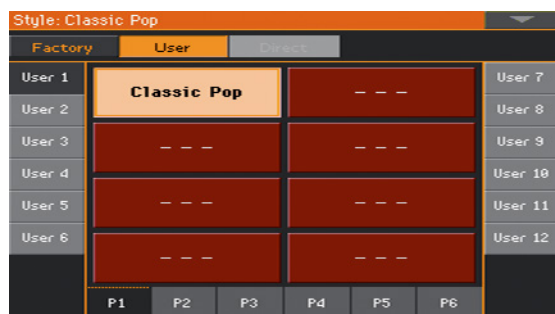 Style: Classic Pop
Factory User Direct
User 1
User 2
User 3
User 4
User 5
User 6
Classic Pop - - -
- - - - - -
- - - - - -
- - - - - -
User 7
User 8
User 9
User 10
User 11
User 12
P1 P2 P3 P4 P5 P6